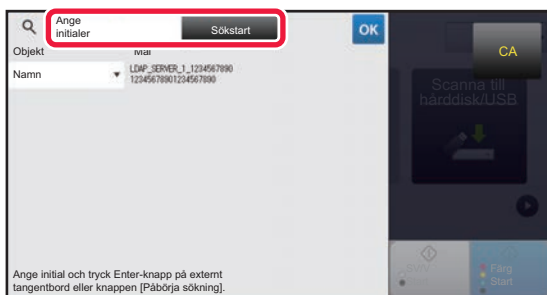 Ange
initialer
Sökstart
OK
CA
Objekt
Mål
Namn
LDAP_SERVER_1_1234567890
12345678901234567890
Scanna till
hårddisk/USB
Färg
Start
Ange initial och tryck Enter-knapp på externt
tangentbord eller knappen [Påbörja sökning].